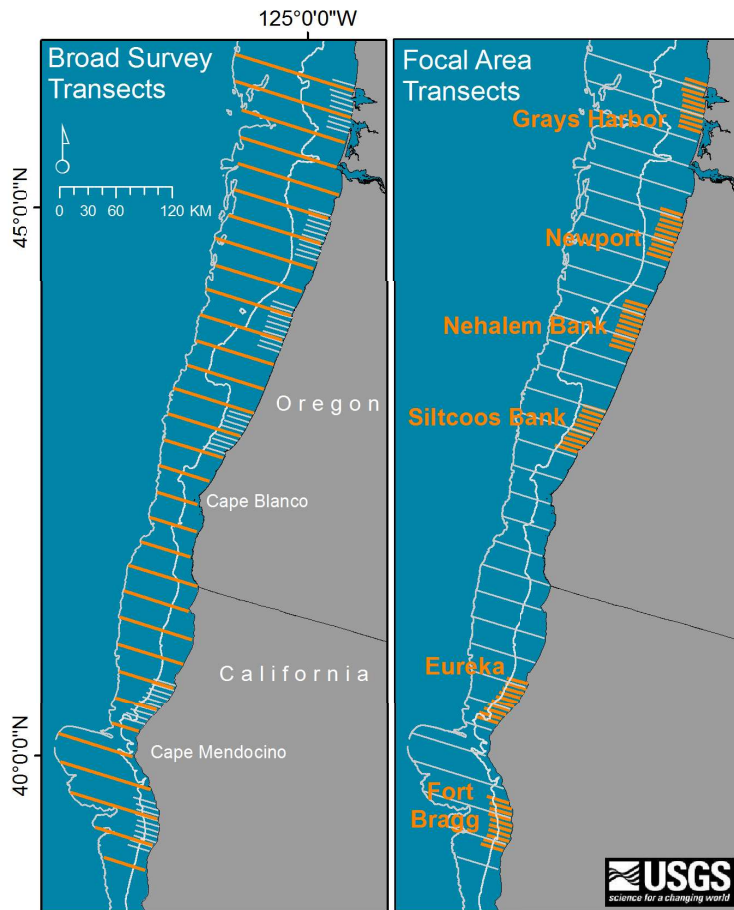 125°0'0"W
Broad Survey
Transects
0 30 60 120 KM
45°0'0"N
Oregon
Cape Blanco
California
40°0'0"N
Cape Mendocino
Focal Area
Transects
Grays Harbor
Newport
Nehalem Bank
Siltcoos Bank
Eureka
Fort
Bragg
USGS
science for a changing world